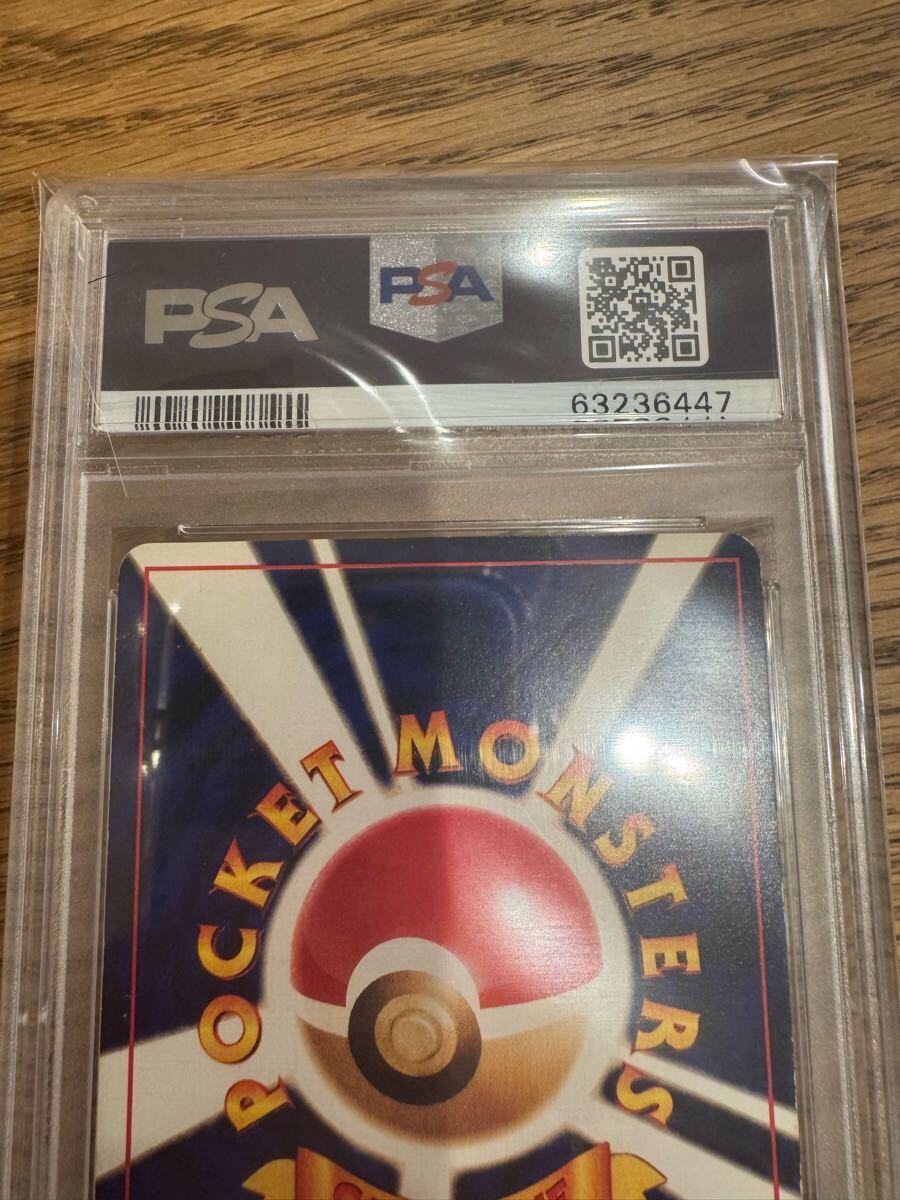 PSA
PSA
63236447
POCKET MONSTERS